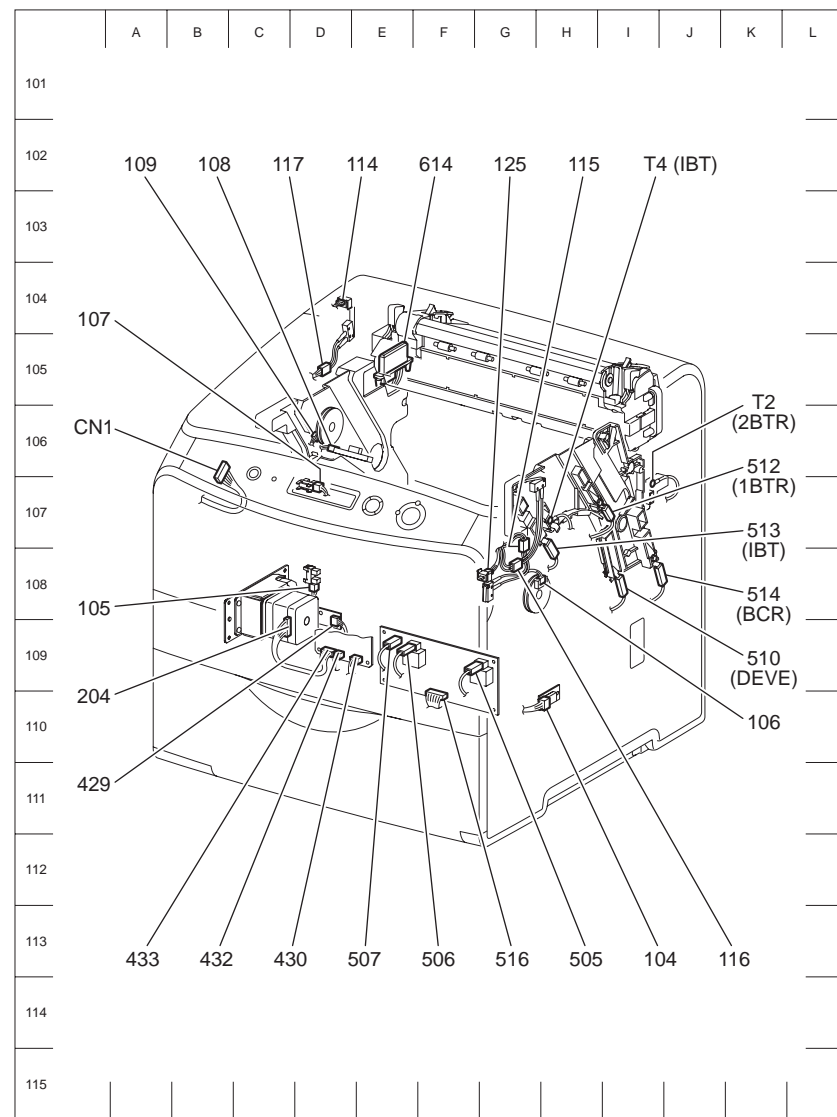 A B C D E F G H I J K L
101
102
109 108 117 114 614 125 115 T4 (IBT)
103
104
107
105
T2
(2BTR)
CN1
106
512
(1BTR)
107
513
(IBT)
108
105
514
(BCR)
109
510
(DEVE)
204
110
106
429
111
112
113
433 432 430 507 506 516 505 104 116
114
115